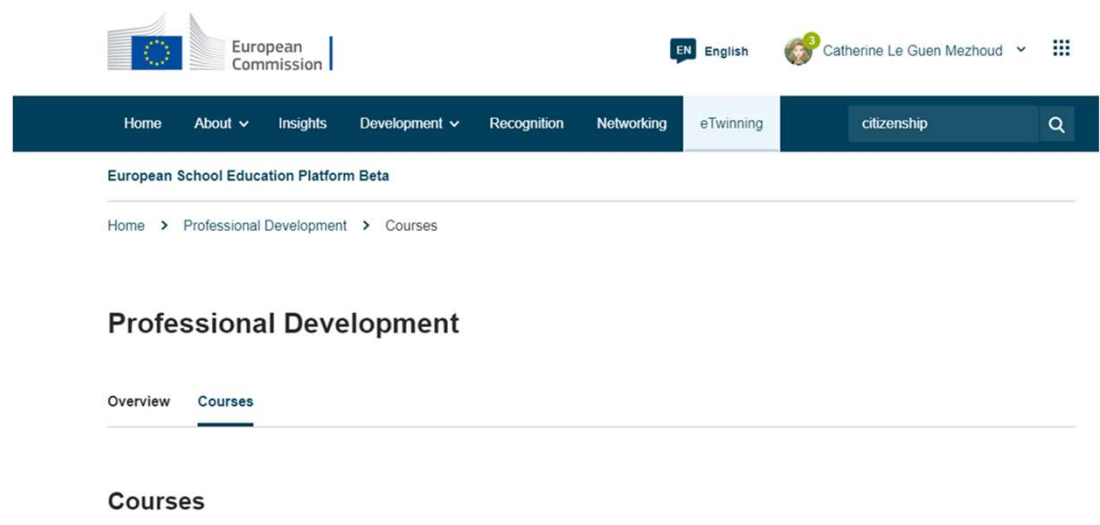 European
Commission
EN English
3
Catherine Le Guen Mezhoud
Home About Insights Development Recognition Networking eTwinning citizenship
European School Education Platform Beta
Home > Professional Development > Courses
Professional Development
Overview Courses
Courses